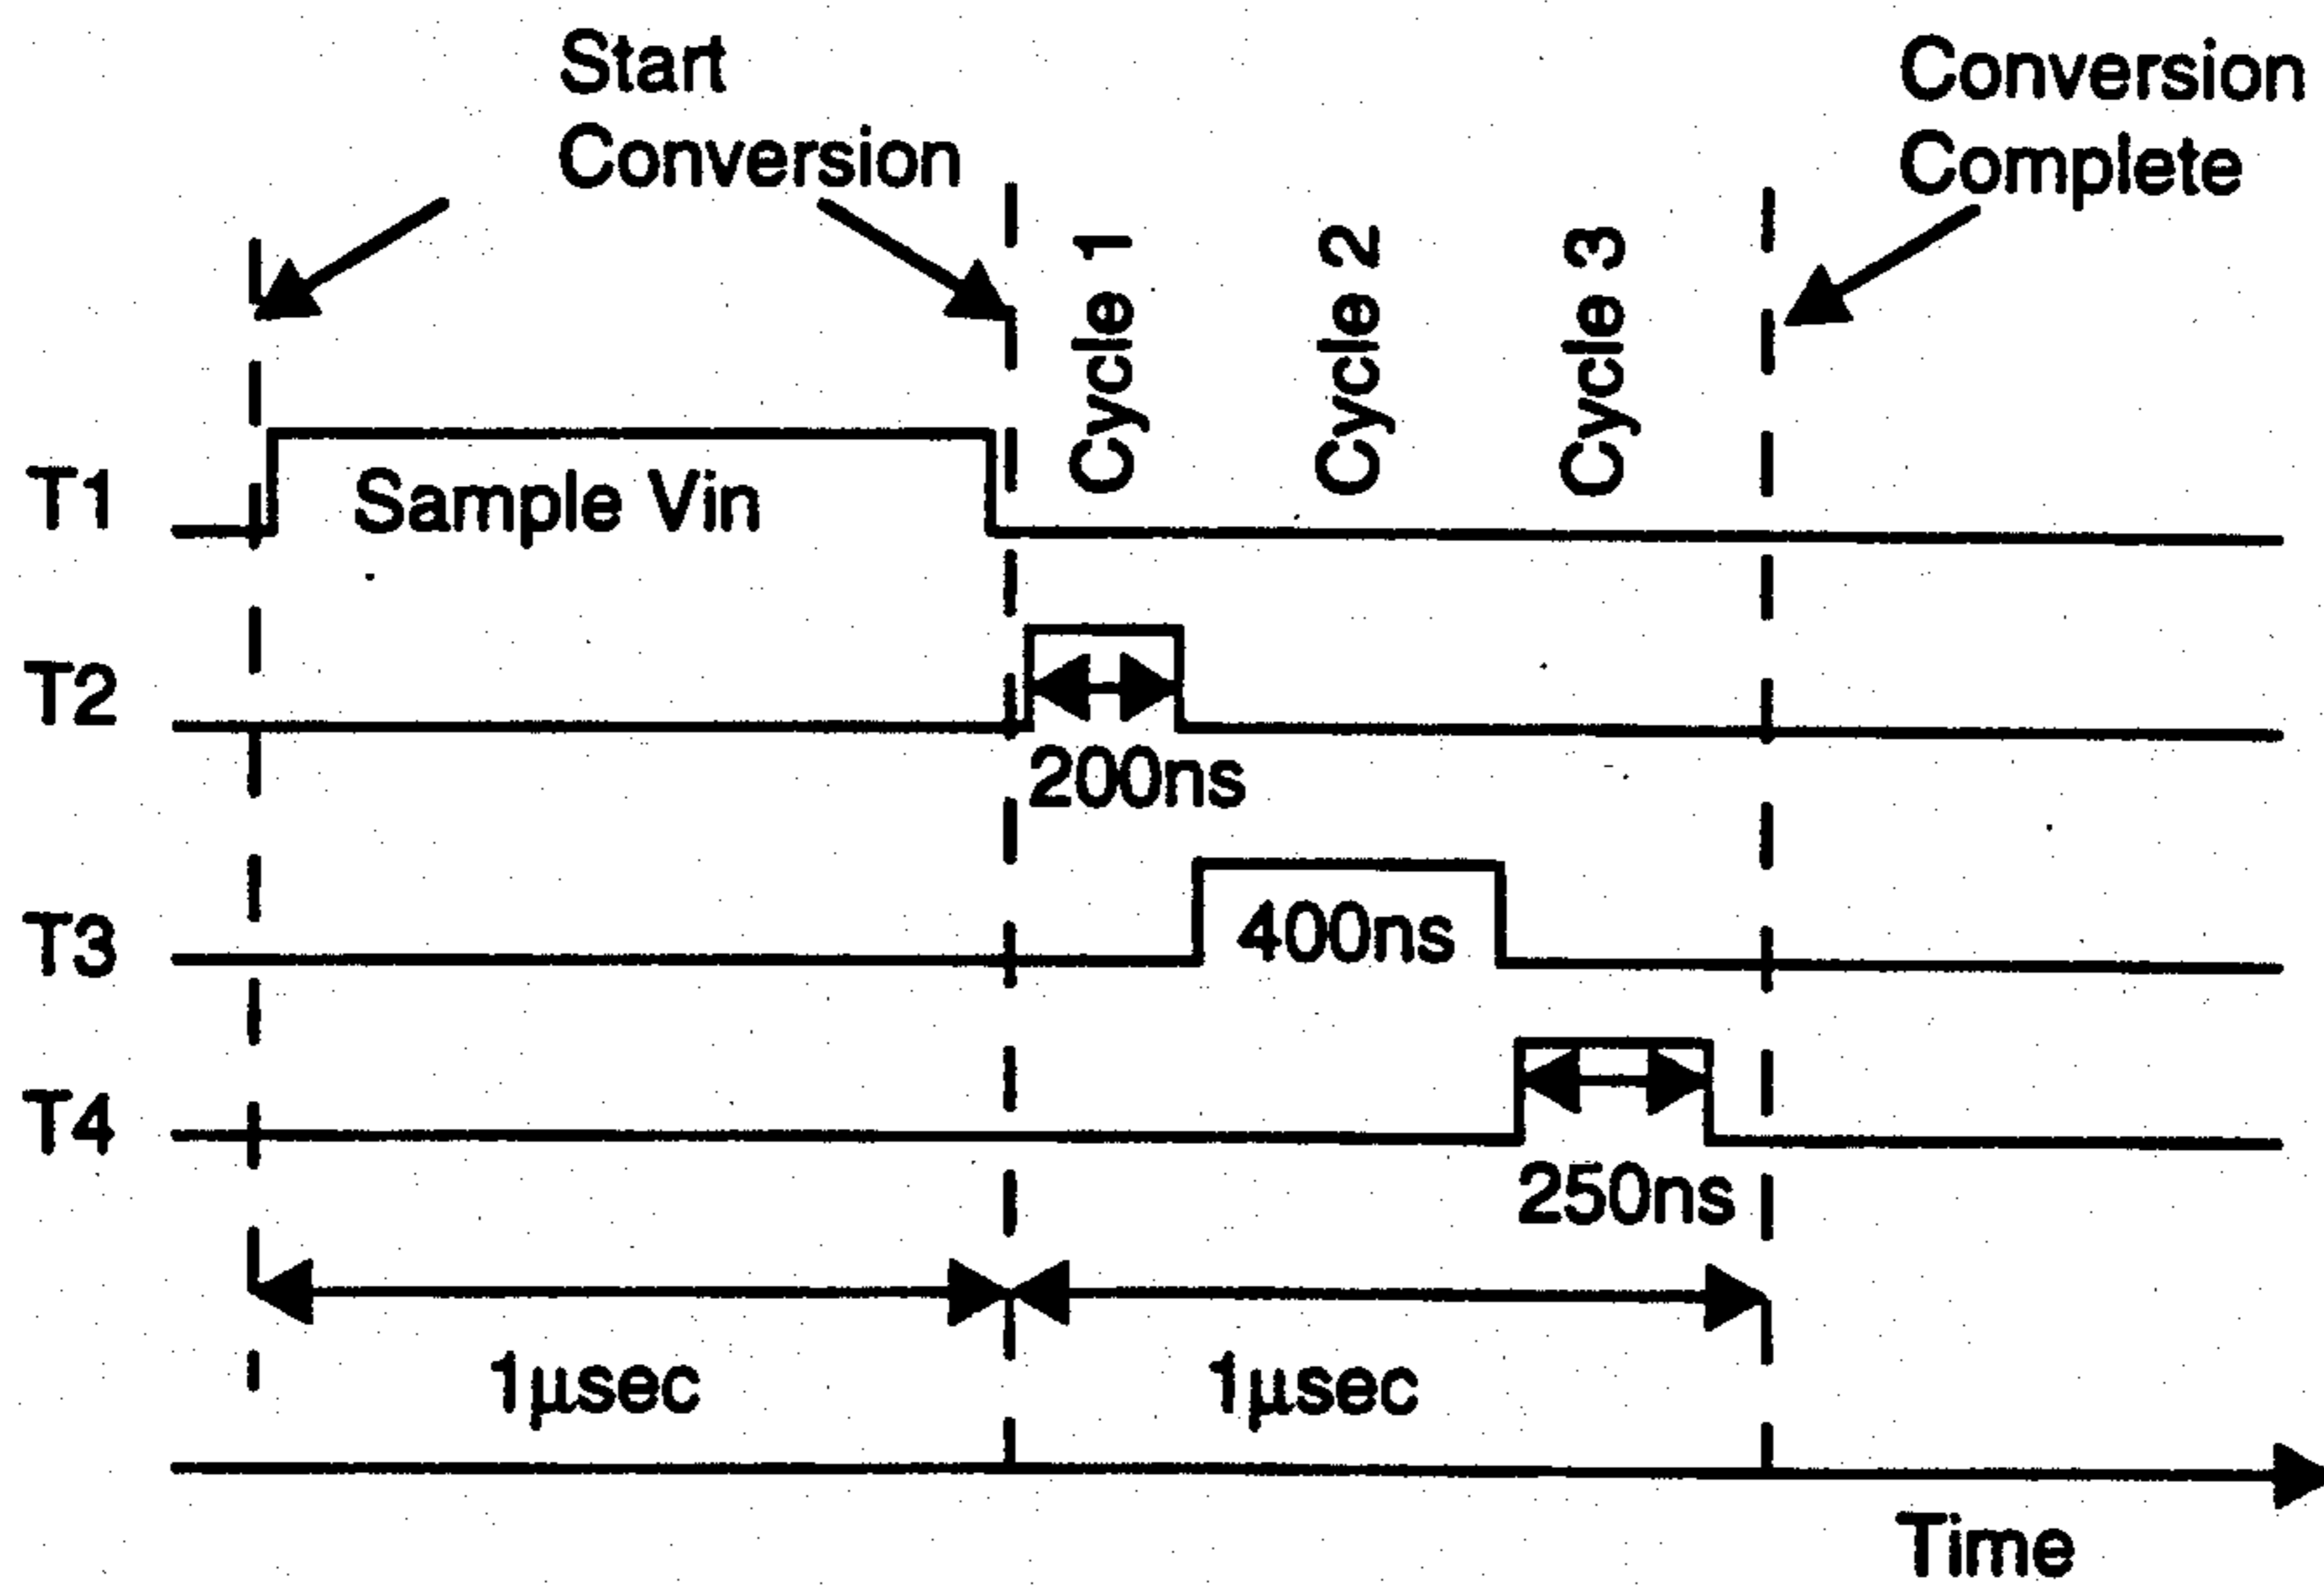 Start
Conversion
Conversion
Complete
Cycle 1
Cycle 2
Cycle 3
T1
Sample Vin
T2
200ns
T3
400ns
T4
250ns
1µsec
1µsec
Time